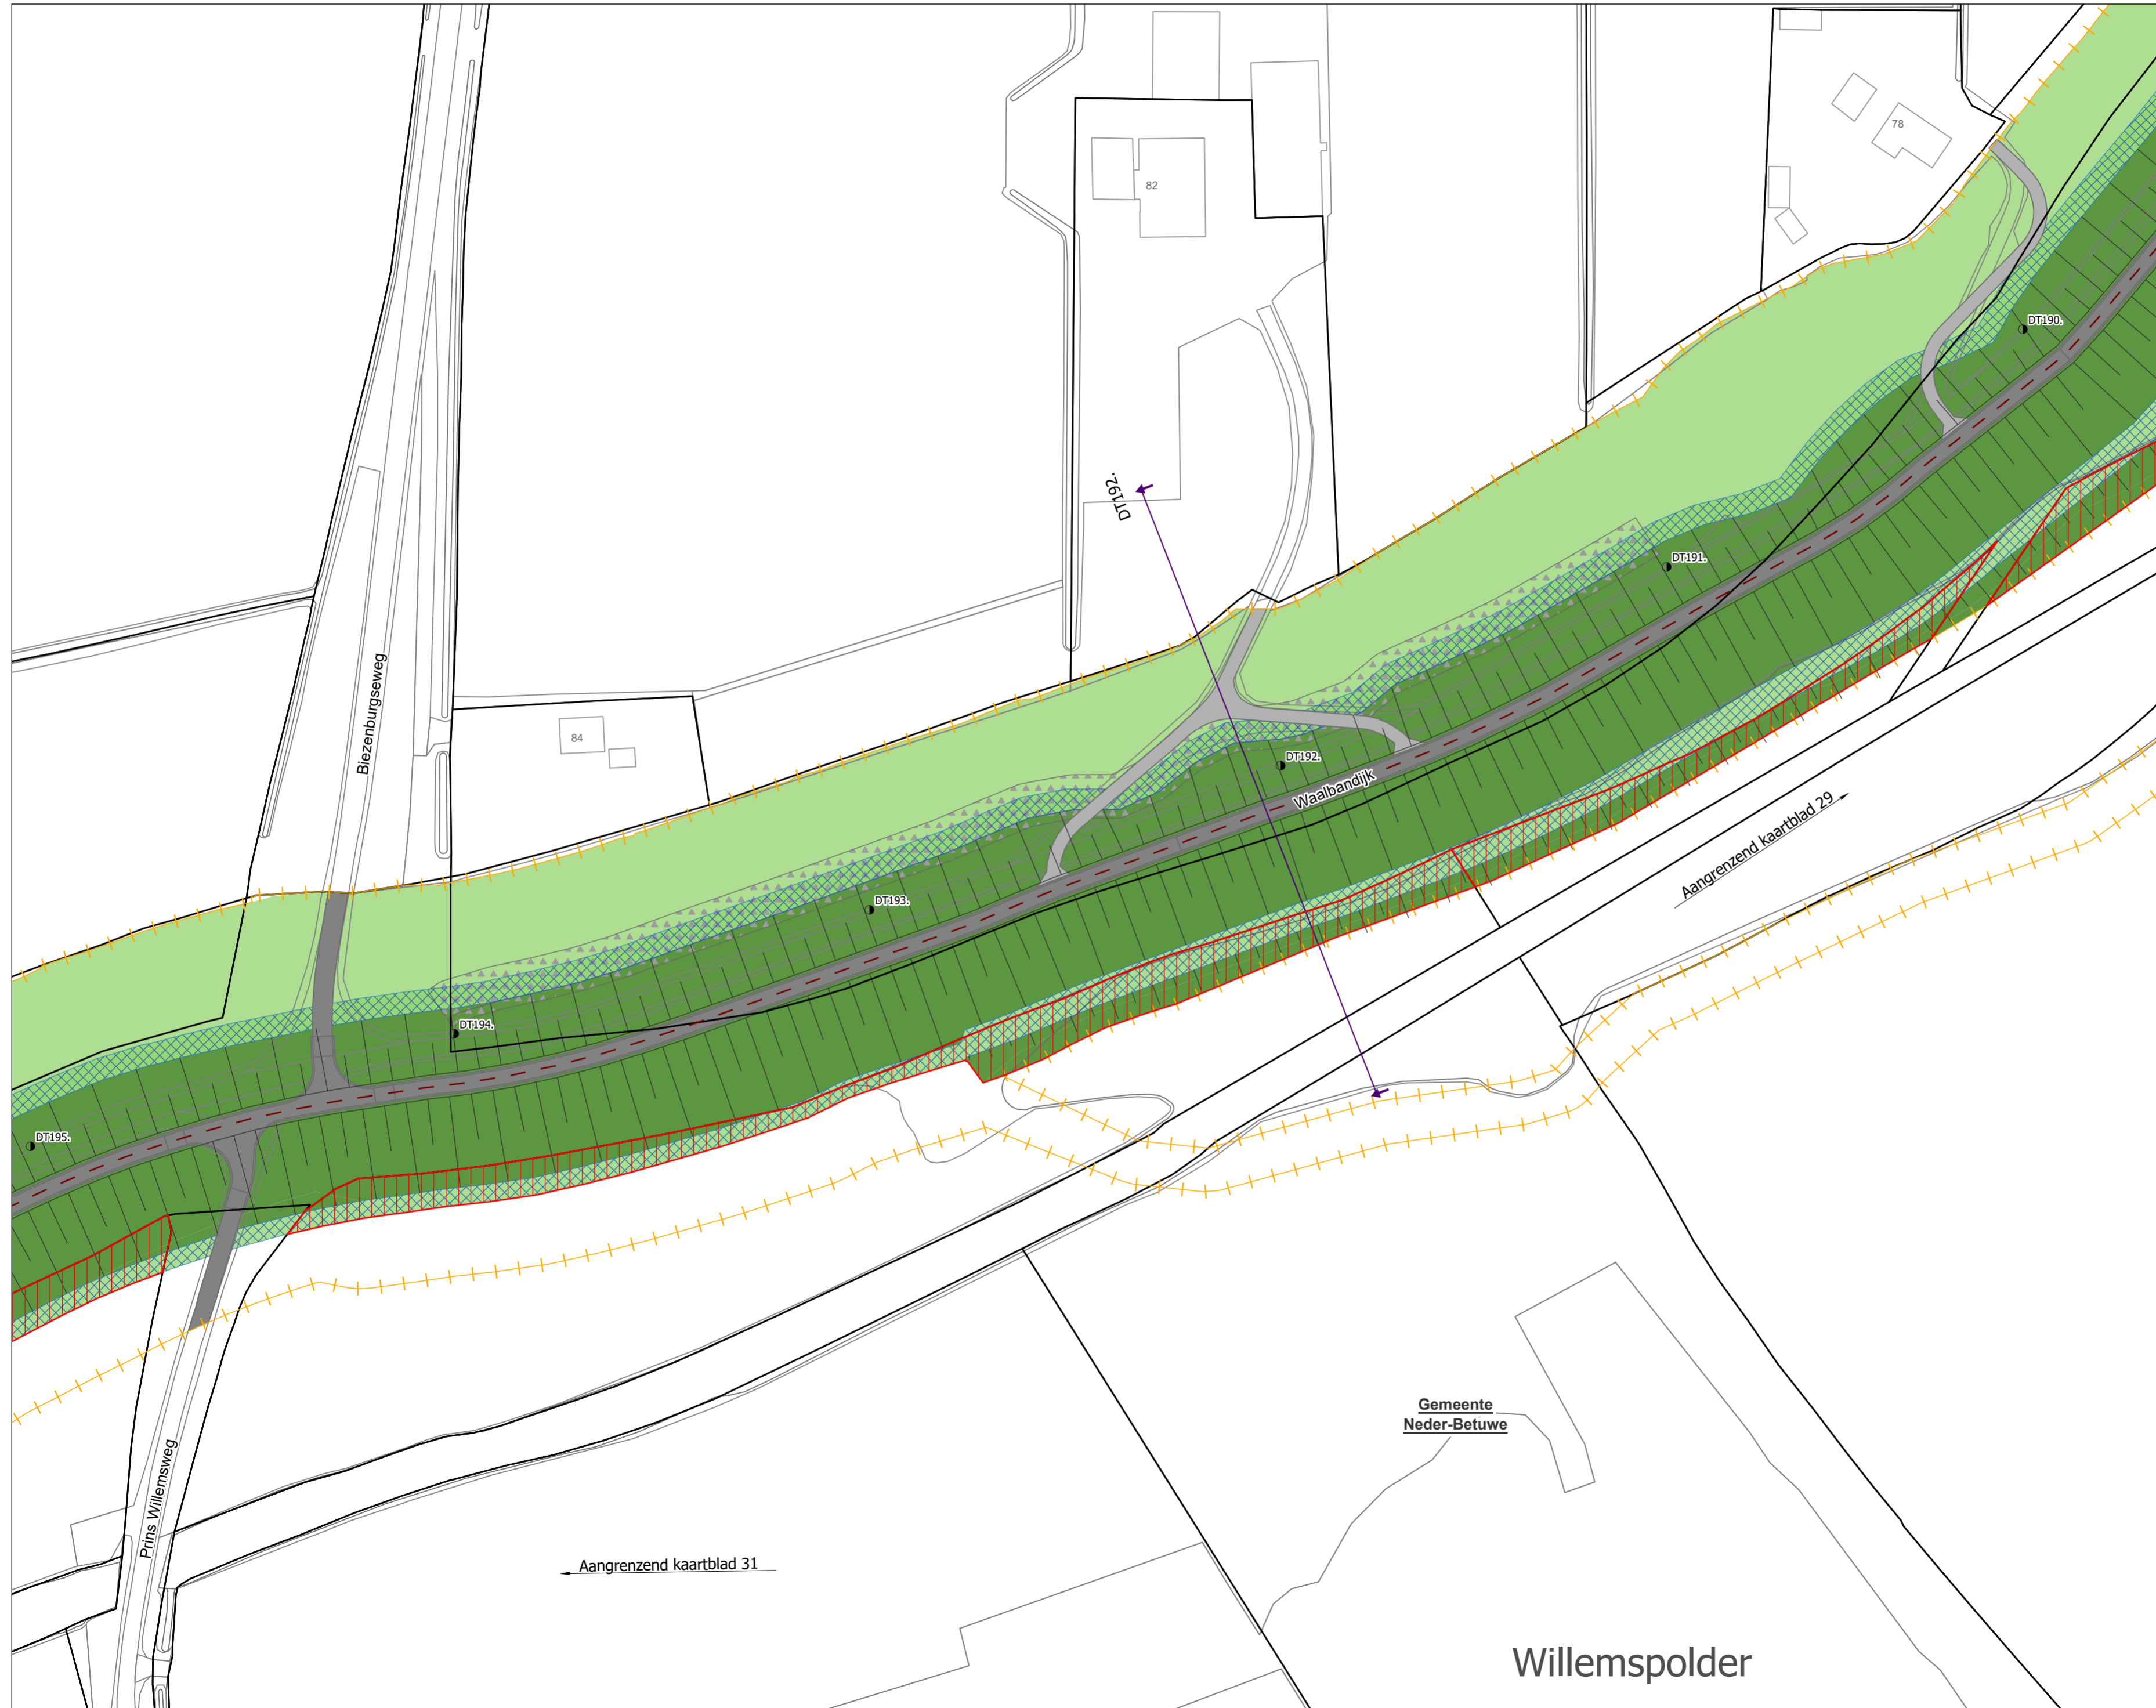 78
82
DT190.
DT192.
DT191.
Biezenburgseweg
84
DT192.
Waalbandijk
Aangrenzend kaartblad 29
DT193.
DT194.
DT195.
Gemeente
Neder-Betuwe
Prins Willemsweg
Aangrenzend kaartblad 31
Willemspolder